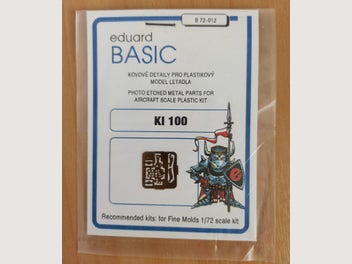 B 72-012
eduard
BASIC
KOVOVÉ DETAILY PRO PLASTIKOVÝ
MODEL LETADLA
PHOTO ETCHED METAL PARTS FOR
AIRCRAFT SCALE PLASTIC KIT
KI 100
Recommended kits: for Fine Molds 1/72 scale kit